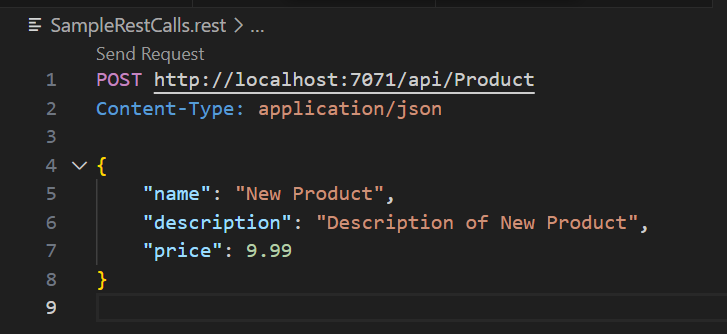 SampleRestCalls.rest > ...
Send Request
1 POST http://localhost:7071/api/Product
2 Content-Type: application/json
3
4 {
5 "name": "New Product",
6 "description": "Description of New Product",
7 "price": 9.99
8 }
9